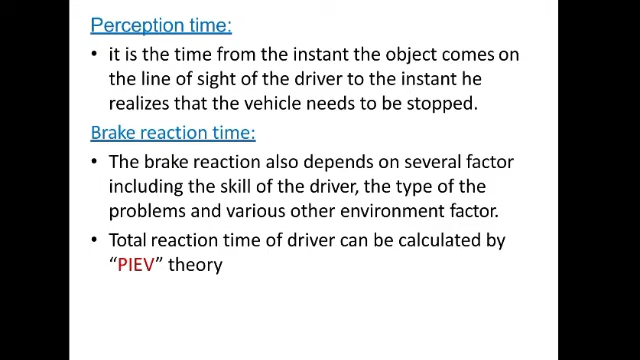 Perception time:
• it is the time from the instant the object comes on
the line of sight of the driver to the instant he
realizes that the vehicle needs to be stopped.
Brake reaction time:
• The brake reaction also depends on several factor
including the skill of the driver, the type of the
problems and various other environment factor.
• Total reaction time of driver can be calculated by
“PIEV” theory